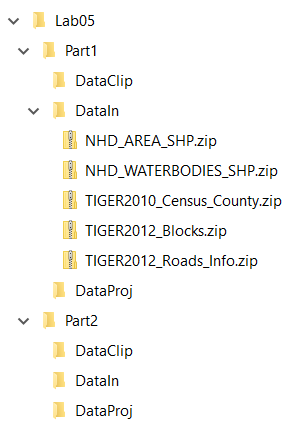 Lab05
Part1
DataClip
DataIn
NHD_AREA_SHP.zip
NHD_WATERBODIES_SHP.zip
TIGER2010_Census_County.zip
TIGER2012_Blocks.zip
TIGER2012_Roads_Info.zip
DataProj
Part2
DataClip
DataIn
DataProj